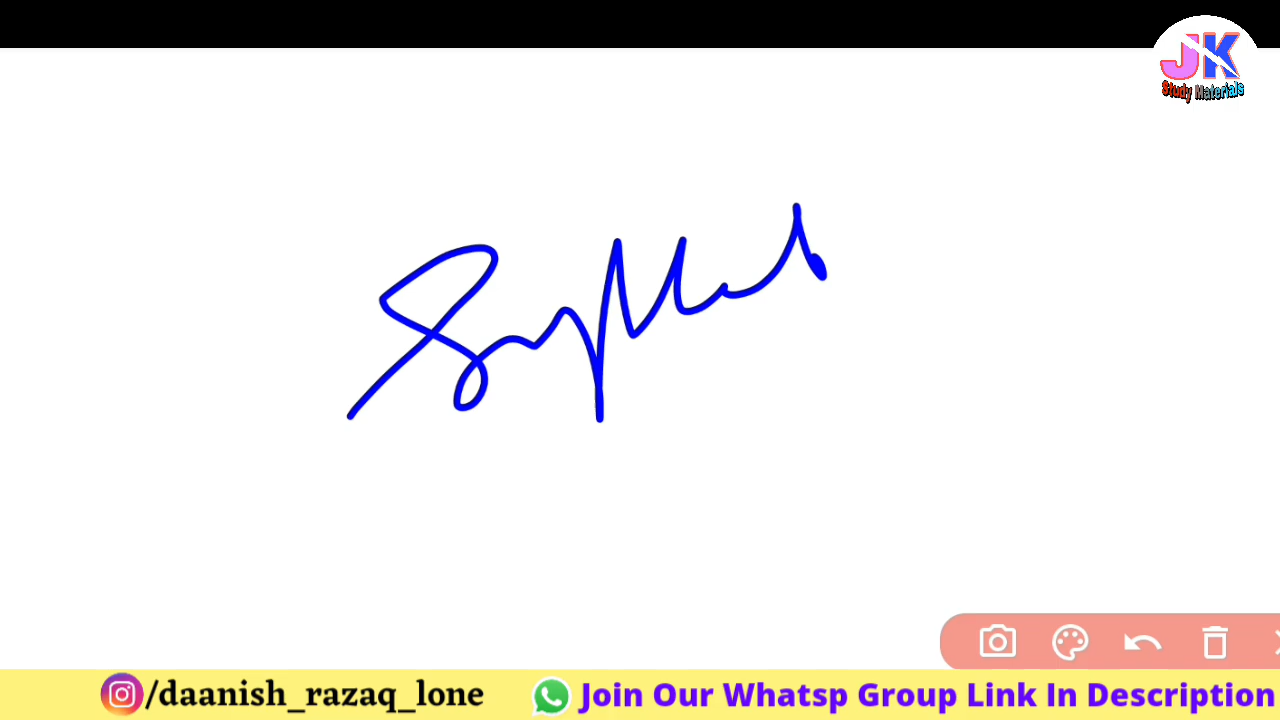 JK
Study Materials
/daanish_razaq_lone
Join Our Whatsp Group Link In Description